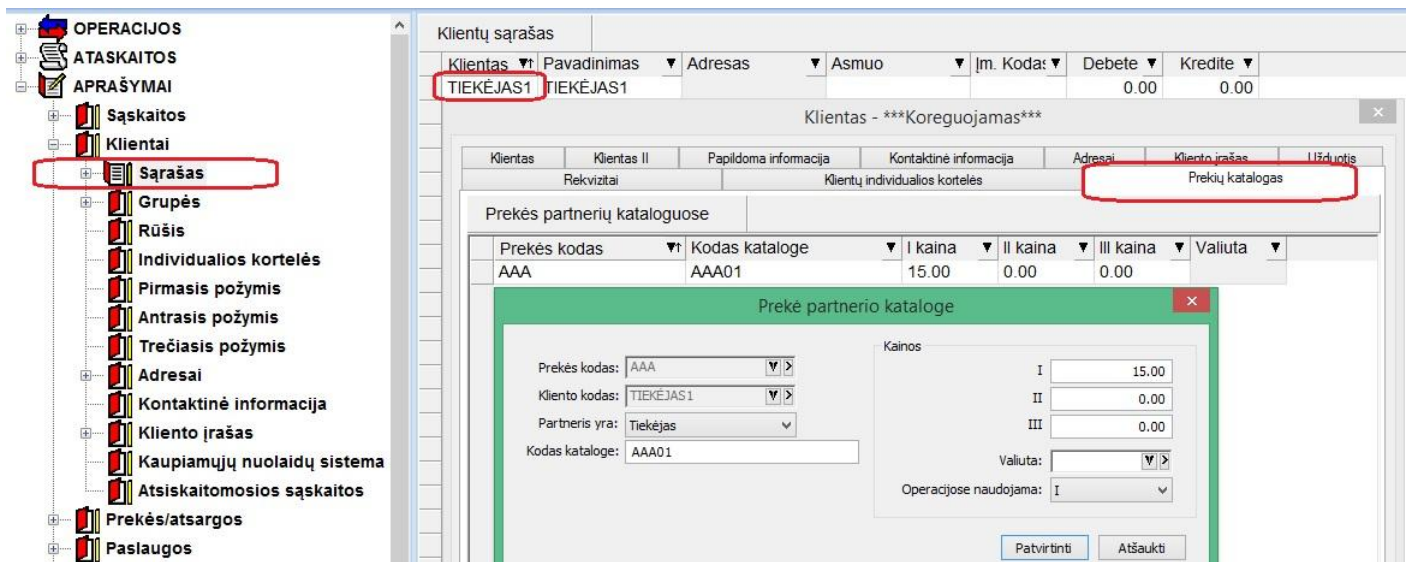 OPERACIJOS
ATASKAITOS
APRAŠYMAI
Sąskaitos
Klientai
Sąrašas
Grupės
Rūšis
Individualios kortelės
Pirmasis požymis
Antrasis požymis
Trečiasis požymis
Adresai
Kontaktinė informacija
Kliento įrašas
Kaupiamųjų nuolaidų sistema
Atsiskaitomosios sąskaitos
Prekės/atsargos
Paslaugos
Klientų sąrašas
Klientas Pavadinimas Adresas Asmuo Įm. Kodas Debete Kredite
TIEKĖJAS1 TIEKĖJAS1 0.00 0.00
Klientas - ***Koreguojamas***
Klientas Klientas II Papildoma informacija Kontaktinė informacija Adresai Kliento įrašas Užduotis
Rekvizitai Klientų individualios kortelės Prekių katalogas
Prekės partnerių kataloguose
Prekės kodas Kodas kataloge I kaina II kaina III kaina Valiuta
AAA AAA01 15.00 0.00 0.00
Prekė partnerio kataloge
Prekės kodas: AAA
Kliento kodas: TIEKĖJAS1
Partneris yra: Tiekėjas
Kodas kataloge: AAA01
Kainos
I 15.00
II 0.00
III 0.00
Valiuta:
Operacijose naudojama: I
Patvirtinti Atšaukti